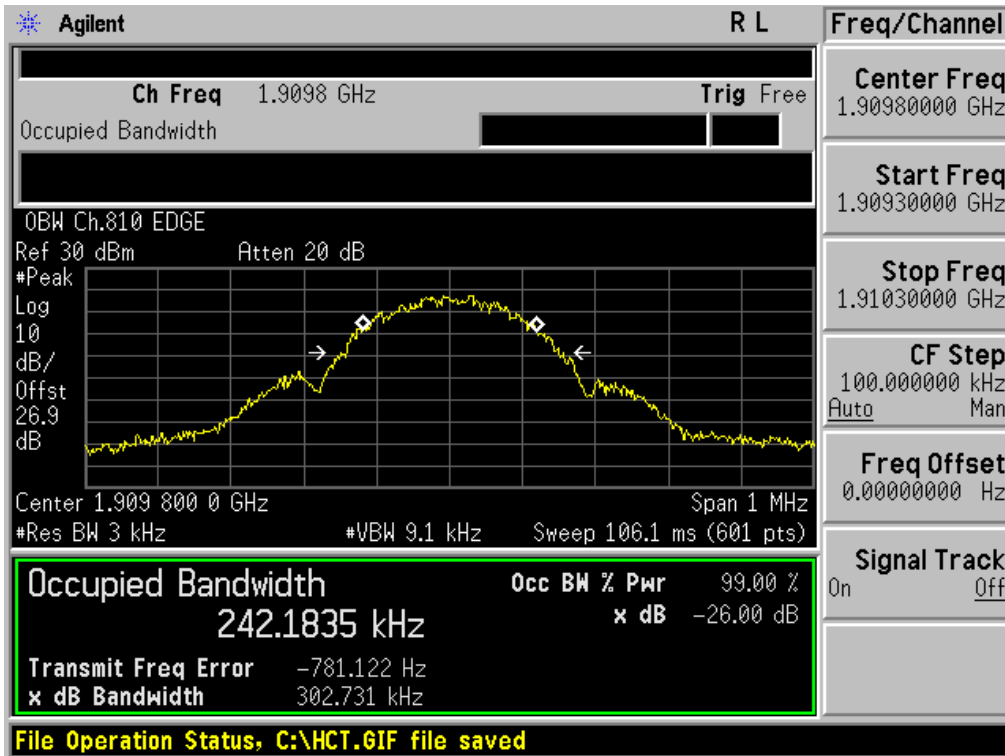 Agilent R L
Ch Freq 1.9098 GHz Trig Free
Occupied Bandwidth
OBW Ch.810 EDGE
Ref 30 dBm Atten 20 dB
#Peak
Log
10
dB/
Offst
26.9
dB
Center 1.909 800 0 GHz Span 1 MHz
#Res BW 3 kHz #VBW 9.1 kHz Sweep 106.1 ms (601 pts)
Occupied Bandwidth Occ BW % Pwr 99.00 %
242.1835 kHz x dB -26.00 dB
Transmit Freq Error -781.122 Hz
x dB Bandwidth 302.731 kHz
File Operation Status, C:\HCT.GIF file saved
Freq/Channel
Center Freq
1.90980000 GHz
Start Freq
1.90930000 GHz
Stop Freq
1.91030000 GHz
CF Step
100.000000 kHz
Auto Man
Freq Offset
0.00000000 Hz
Signal Track
On Off